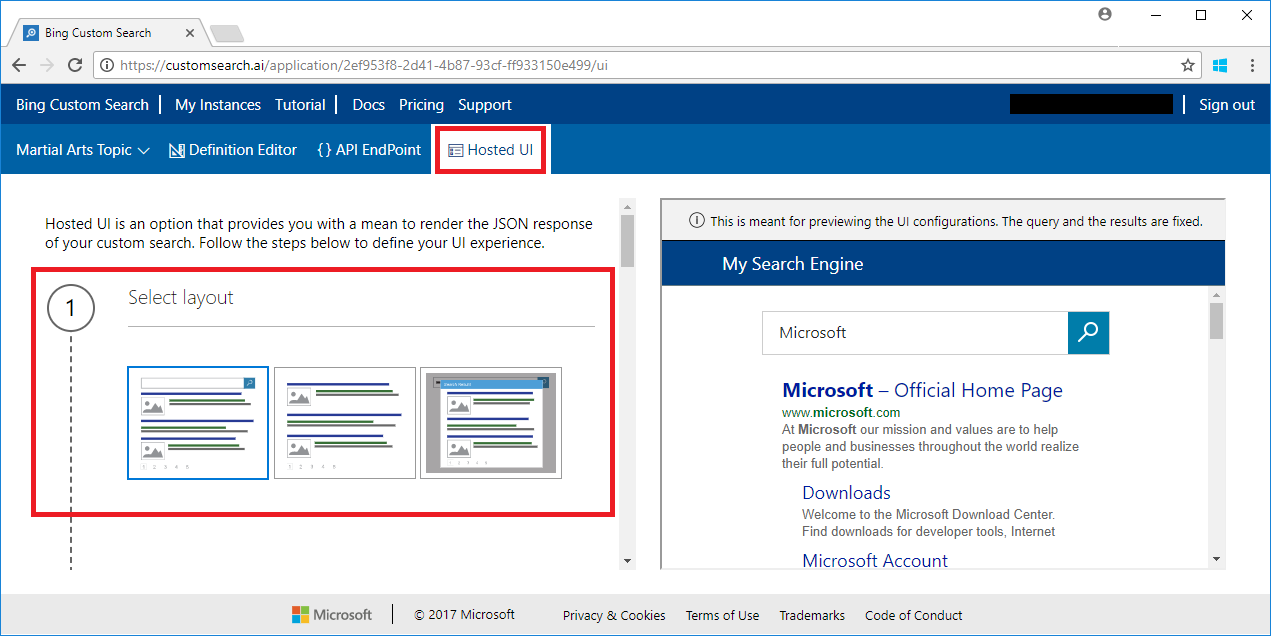 Bing Custom Search
https://customsearch.ai/application/2ef953f8-2d41-4b87-93cf-ff933150e499/ui
Bing Custom Search | My Instances Tutorial | Docs Pricing Support | Sign out
Martial Arts Topic Definition Editor {} API EndPoint Hosted UI
Hosted UI is an option that provides you with a mean to render the JSON response
of your custom search. Follow the steps below to define your UI experience.
1 Select layout
Search Result
1 2 3 4 5
1 2 3 4 5
1 2 3 4 5
This is meant for previewing the UI configurations. The query and the results are fixed.
My Search Engine
Microsoft
Microsoft – Official Home Page
www.microsoft.com
At Microsoft our mission and values are to help
people and businesses throughout the world realize
their full potential.
Downloads
Welcome to the Microsoft Download Center.
Find downloads for developer tools, Internet
Microsoft Account
Microsoft | © 2017 Microsoft Privacy & Cookies Terms of Use Trademarks Code of Conduct